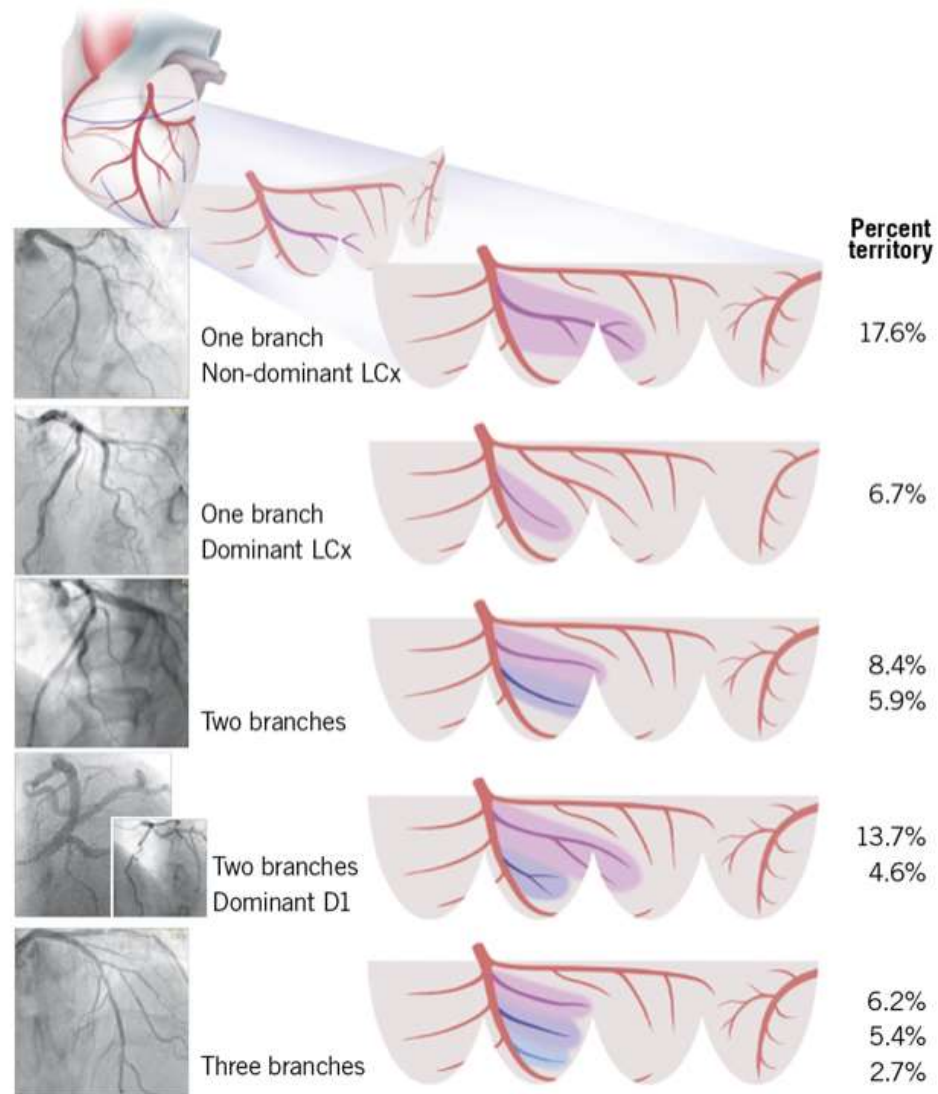 Percent
territory
One branch
Non-dominant LCx
17.6%
One branch
Dominant LCx
6.7%
Two branches
8.4%
5.9%
Two branches
Dominant D1
13.7%
4.6%
Three branches
6.2%
5.4%
2.7%